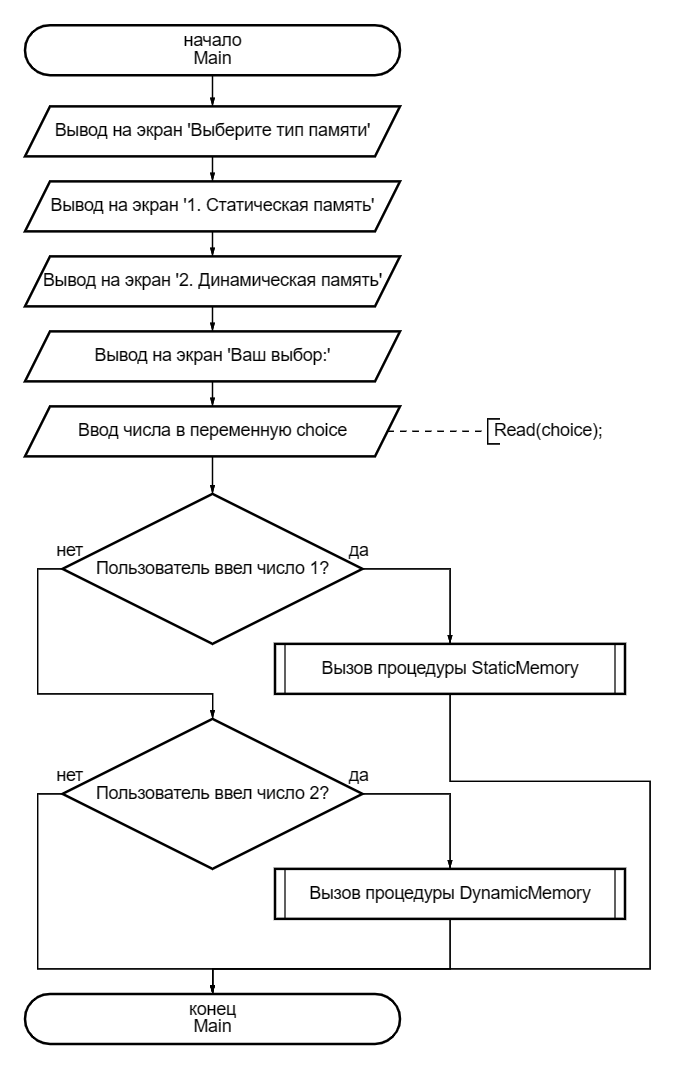 начало
Main
Вывод на экран 'Выберите тип памяти'
Вывод на экран '1. Статическая память'
Вывод на экран '2. Динамическая память'
Вывод на экран 'Ваш выбор:'
Ввод числа в переменную choice
Read(choice);
нет
да
Пользователь ввел число 1?
Вызов процедуры StaticMemory
нет
да
Пользователь ввел число 2?
Вызов процедуры DynamicMemory
конец
Main